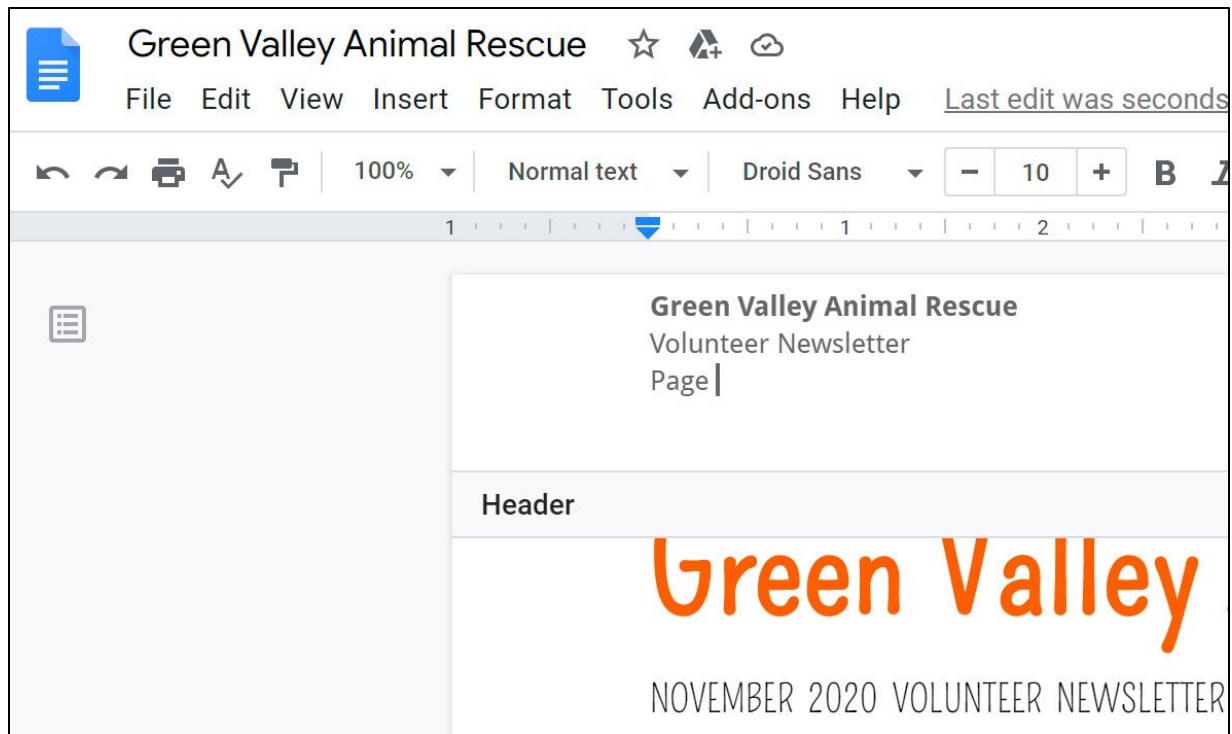 Green Valley Animal Rescue
File Edit View Insert Format Tools Add-ons Help Last edit was seconds
100% Normal text Droid Sans − 10 + B I
1 1 2
Green Valley Animal Rescue
Volunteer Newsletter
Page
Header
Green Valley
NOVEMBER 2020 VOLUNTEER NEWSLETTER